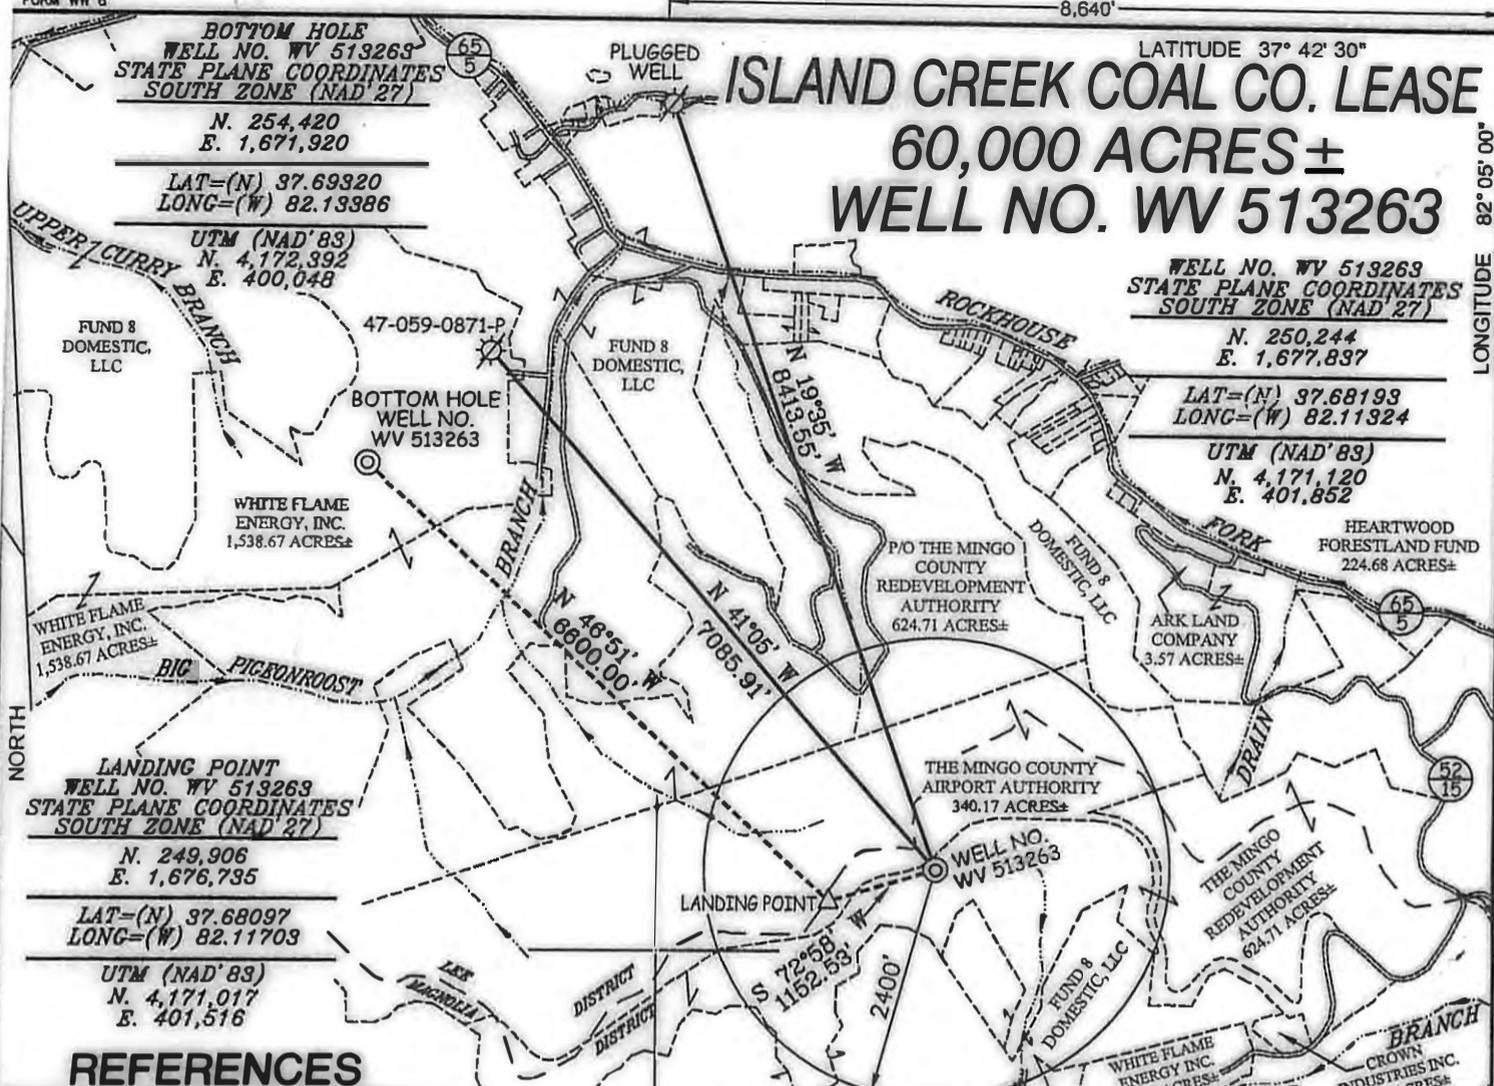 FORM WW 6
8,640'
LATITUDE 37° 42' 30"
ISLAND CREEK COAL CO. LEASE
60,000 ACRES±
WELL NO. WV 513263
LONGITUDE 82° 05' 00"
BOTTOM HOLE
WELL NO. WV 513263
STATE PLANE COORDINATES
SOUTH ZONE (NAD'27)
N. 254,420
E. 1,671,920
LAT=(N) 37.69320
LONG=(W) 82.13386
UTM (NAD'83)
N. 4,172,392
E. 400,048
65
5
PLUGGED
WELL
WELL NO. WV 513263
STATE PLANE COORDINATES
SOUTH ZONE (NAD'27)
N. 250,244
E. 1,677,837
LAT=(N) 37.68193
LONG=(W) 82.11324
UTM (NAD'83)
N. 4,171,120
E. 401,852
UPPER CURRY BRANCH
FUND 8
DOMESTIC,
LLC
47-059-0871-P
FUND 8
DOMESTIC,
LLC
ROCKHOUSE
FORK
N 19°35' W
8413.55'
BOTTOM HOLE
WELL NO.
WV 513263
WHITE FLAME
ENERGY, INC.
1,538.67 ACRES±
BRANCH
P/O THE MINGO
COUNTY
REDEVELOPMENT
AUTHORITY
624.71 ACRES±
FUND 8
DOMESTIC, LLC
HEARTWOOD
FORESTLAND FUND
224.68 ACRES±
65
5
ARK LAND
COMPANY
3.57 ACRES±
WHITE FLAME
ENERGY, INC.
1,538.67 ACRES±
BIG PIGEONROOST
N 46°51' W
6600.00'
N 41°05' W
7085.91'
NORTH
DRAIN
52
15
LANDING POINT
WELL NO. WV 513263
STATE PLANE COORDINATES
SOUTH ZONE (NAD'27)
N. 249,906
E. 1,676,735
LAT=(N) 37.68097
LONG=(W) 82.11703
UTM (NAD'83)
N. 4,171,017
E. 401,516
THE MINGO COUNTY
AIRPORT AUTHORITY
340.17 ACRES±
WELL NO.
WV 513263
LANDING POINT
THE MINGO
COUNTY
REDEVELOPMENT
AUTHORITY
624.71 ACRES±
S 72°58' W
1152.53'
2400'
LEE
MAGNOLIA
DISTRICT
DISTRICT
FUND 8
DOMESTIC, LLC
WHITE FLAME
ENERGY INC.
BRANCH
CROWN
REFERENCES